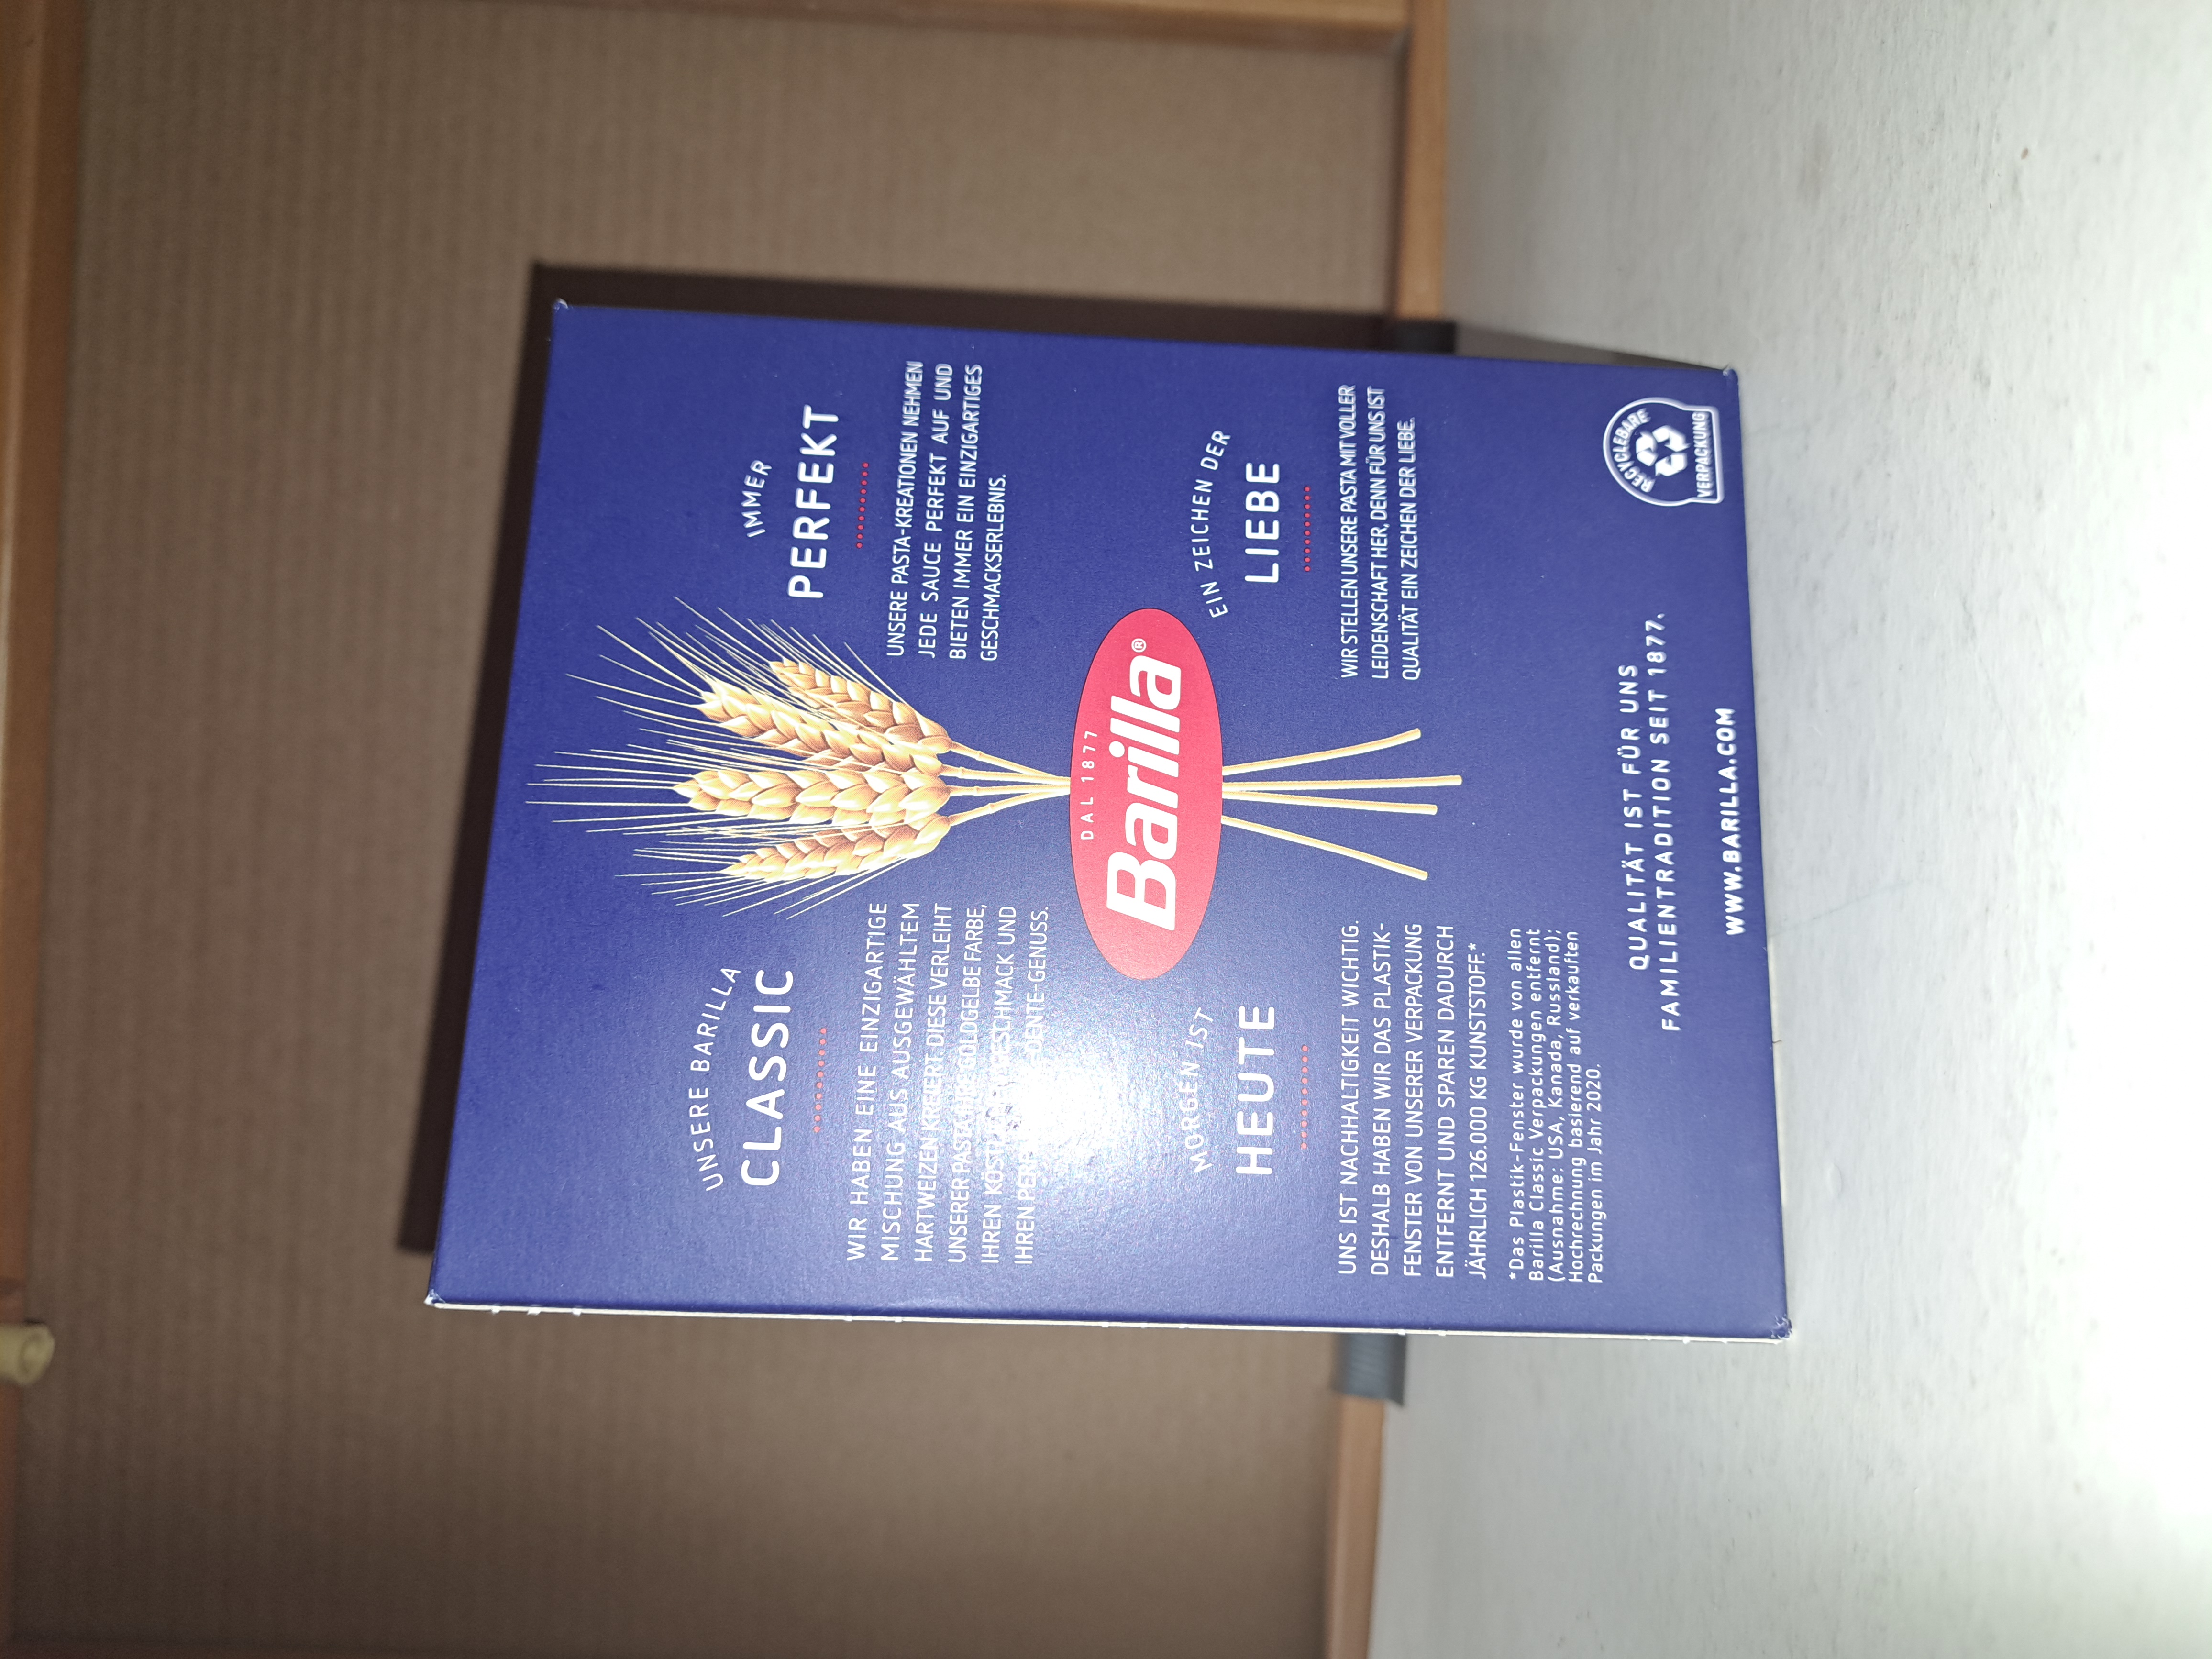 UNSERE BARILLA
CLASSIC
WIR HABEN EINE EINZIGARTIGE
MISCHUNG AUS AUSGEWÄHLTEM
HARTWEIZEN KREIERT. DIESE VERLEIHT
UNSERER PASTA IHRE GOLDGELBE FARBE,
IHREN GESCHMACK UND
IHREN DENTE-GENUSS.
IMMER
PERFEKT
UNSERE PASTA-KREATIONEN NEHMEN
JEDE SAUCE PERFEKT AUF UND
BIETEN IMMER EIN EINZIGARTIGES
GESCHMACKSERLEBNIS.
DAL 1877
Barilla®
MORGEN IST
HEUTE
UNS IST NACHHALTIGKEIT WICHTIG.
DESHALB HABEN WIR DAS PLASTIK-
FENSTER VON UNSERER VERPACKUNG
ENTFERNT UND SPAREN DADURCH
JÄHRLICH 126.000 KG KUNSTSTOFF.*
*Das Plastik-Fenster wurde von allen
Barilla Classic Verpackungen entfernt
(Ausnahme: USA, Kanada, Russland);
Hochrechnung basierend auf verkauften
Packungen im Jahr 2020.
EIN ZEICHEN DER
LIEBE
WIR STELLEN UNSERE PASTA MIT VOLLER
LEIDENSCHAFT HER, DENN FÜR UNS IST
QUALITÄT EIN ZEICHEN DER LIEBE.
QUALITÄT IST FÜR UNS
FAMILIENTRADITION SEIT 1877.
WWW.BARILLA.COM
RECYCLEBARE
VERPACKUNG